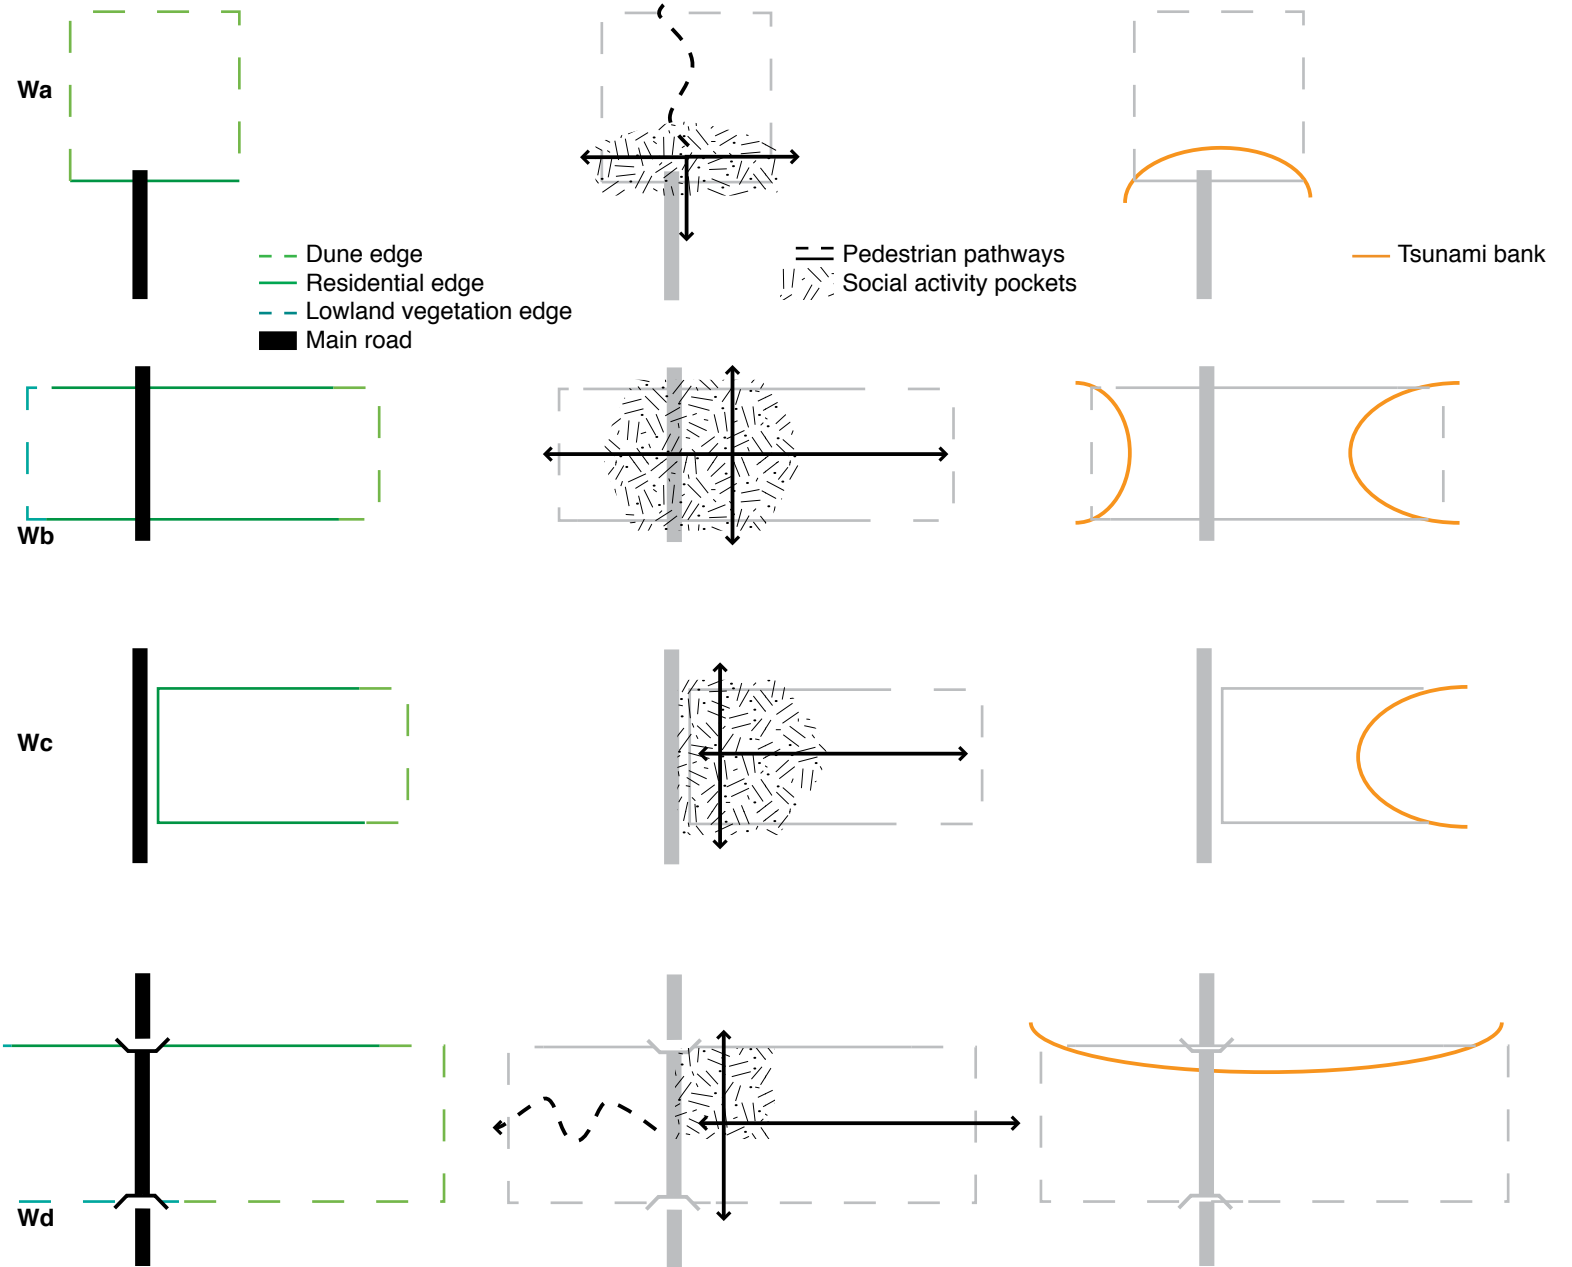 Wa
Dune edge
Residential edge
Lowland vegetation edge
Main road
Pedestrian pathways
Social activity pockets
Tsunami bank
Wb
Wc
Wd